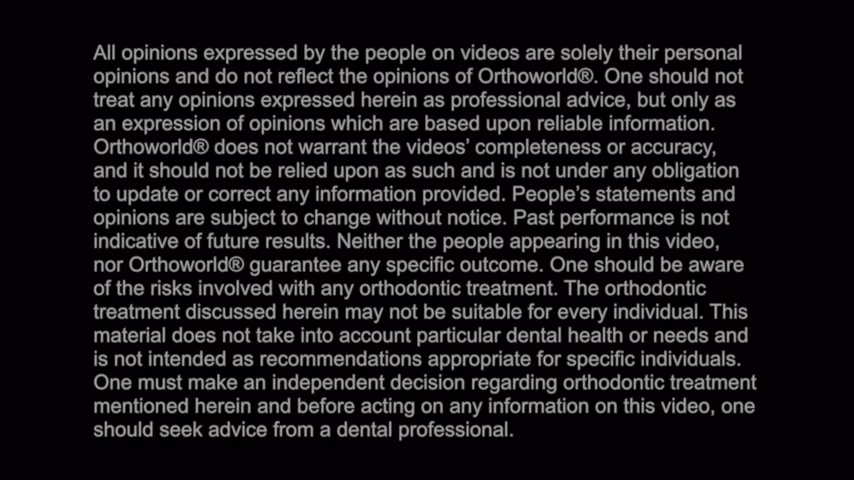 All opinions expressed by the people on videos are solely their personal
opinions and do not reflect the opinions of Orthoworld®. One should not
treat any opinions expressed herein as professional advice, but only as
an expression of opinions which are based upon reliable information.
Orthoworld® does not warrant the videos’ completeness or accuracy,
and it should not be relied upon as such and is not under any obligation
to update or correct any information provided. People’s statements and
opinions are subject to change without notice. Past performance is not
indicative of future results. Neither the people appearing in this video,
nor Orthoworld® guarantee any specific outcome. One should be aware
of the risks involved with any orthodontic treatment. The orthodontic
treatment discussed herein may not be suitable for every individual. This
material does not take into account particular dental health or needs and
is not intended as recommendations appropriate for specific individuals.
One must make an independent decision regarding orthodontic treatment
mentioned herein and before acting on any information on this video, one
should seek advice from a dental professional.